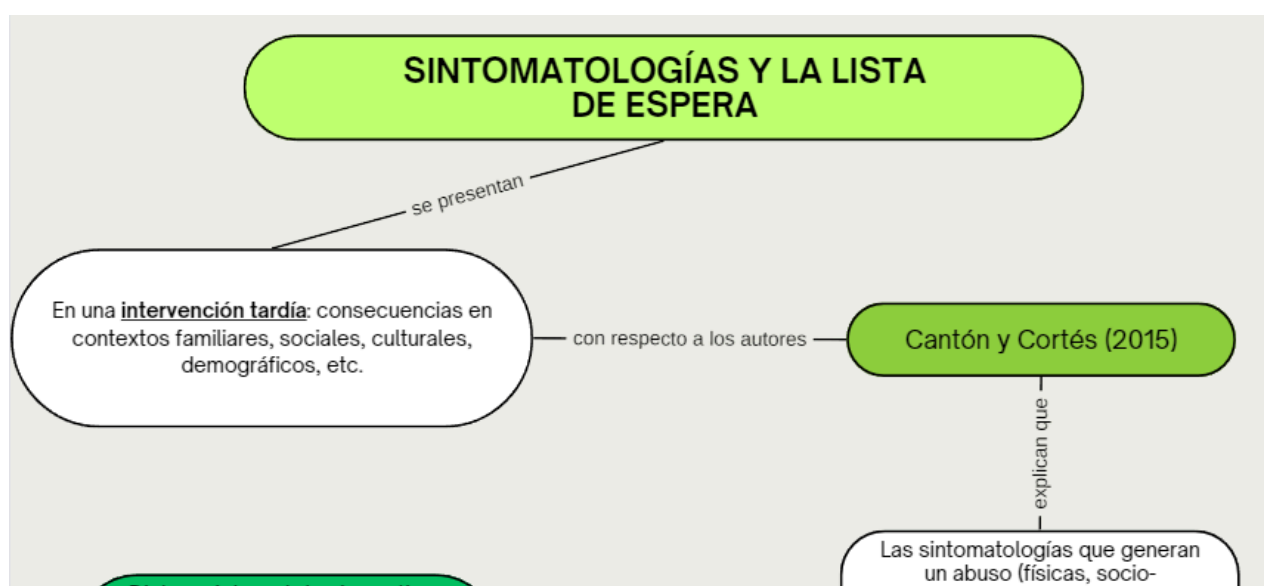 SINTOMATOLOGÍAS Y LA LISTA
DE ESPERA
se presentan
En una intervención tardía: consecuencias en
contextos familiares, sociales, culturales,
demográficos, etc.
con respecto a los autores
Cantón y Cortés (2015)
explican que
Las sintomatologías que generan
un abuso (físicas, socio-